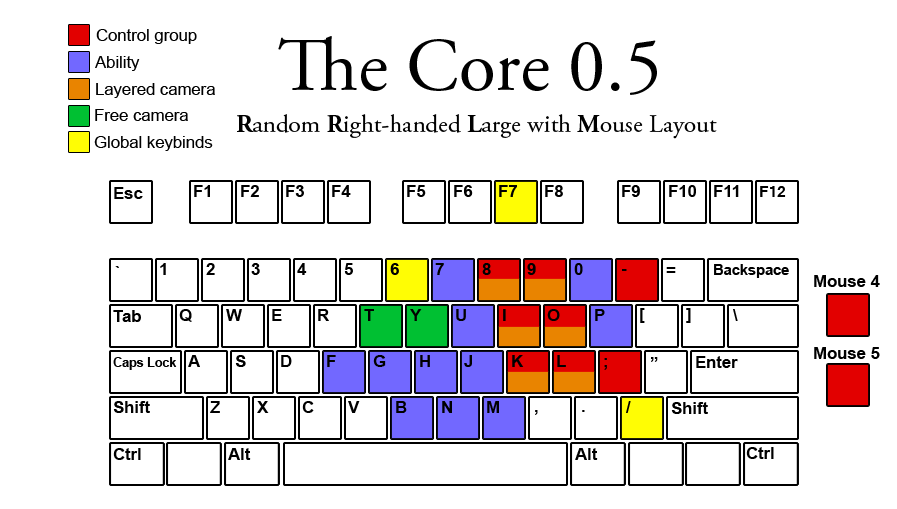 Control group
Ability
Layered camera
Free camera
Global keybinds
The Core 0.5
Random Right-handed Large with Mouse Layout
Esc F1 F2 F3 F4 F5 F6 F7 F8 F9 F10 F11 F12
` 1 2 3 4 5 6 7 8 9 0 - = Backspace
Mouse 4
Tab Q W E R T Y U I O P [ ] \
Mouse 5
Caps Lock A S D F G H J K L ; ” Enter
Shift Z X C V B N M , . / Shift
Ctrl Alt Alt Ctrl